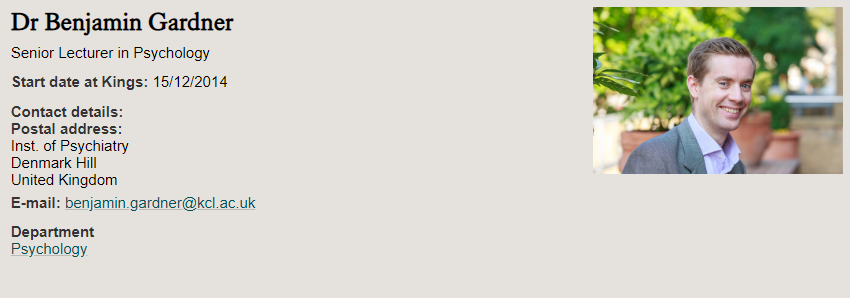 Dr Benjamin Gardner
Senior Lecturer in Psychology
Start date at Kings: 15/12/2014
Contact details:
Postal address:
Inst. of Psychiatry
Denmark Hill
United Kingdom
E-mail: benjamin.gardner@kcl.ac.uk
Department
Psychology